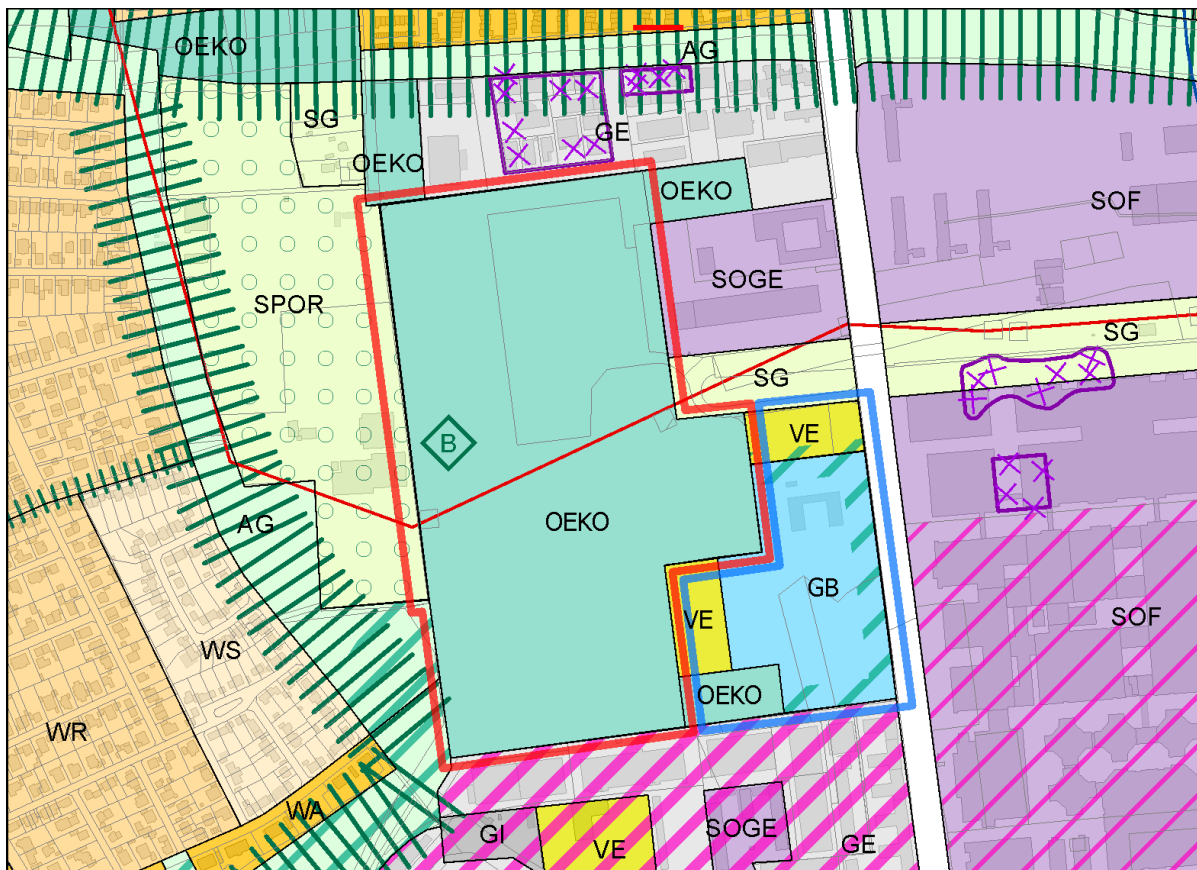 OEKO
AG
SG
GE
OEKO
OEKO
SOF
SOGE
SPOR
SG
SG
VE
B
AG
OEKO
GB
VE
SOF
WS
OEKO
WR
WA
GI
VE
SOGE
GE